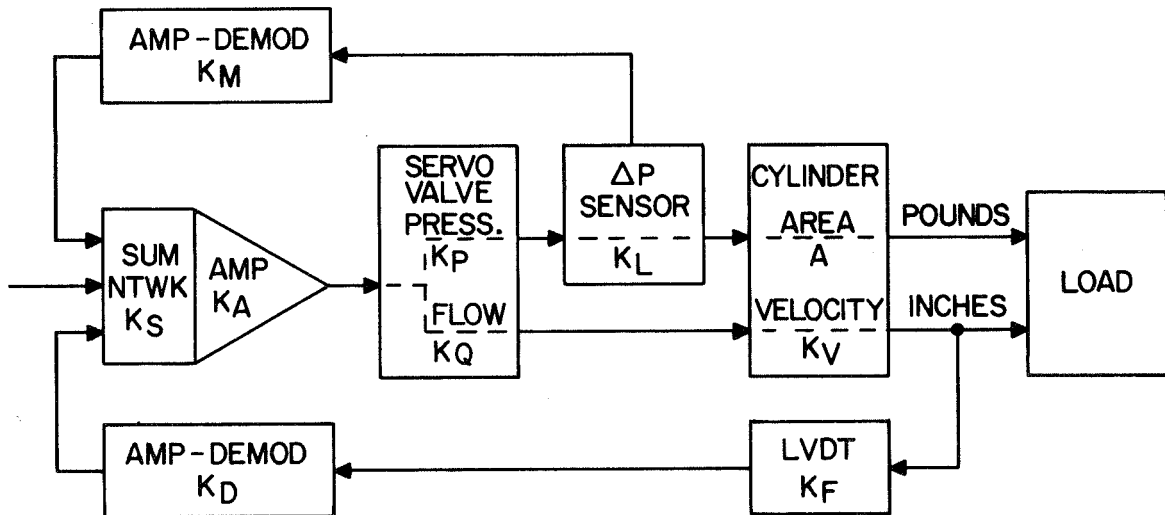 AMP-DEMOD
KM
SERVO
VALVE
PRESS.
KP
FLOW
KQ
ΔP
SENSOR
KL
CYLINDER
AREA
A
VELOCITY
KV
POUNDS
INCHES
LOAD
SUM
NTWK
KS
AMP
KA
AMP-DEMOD
KD
LVDT
KF